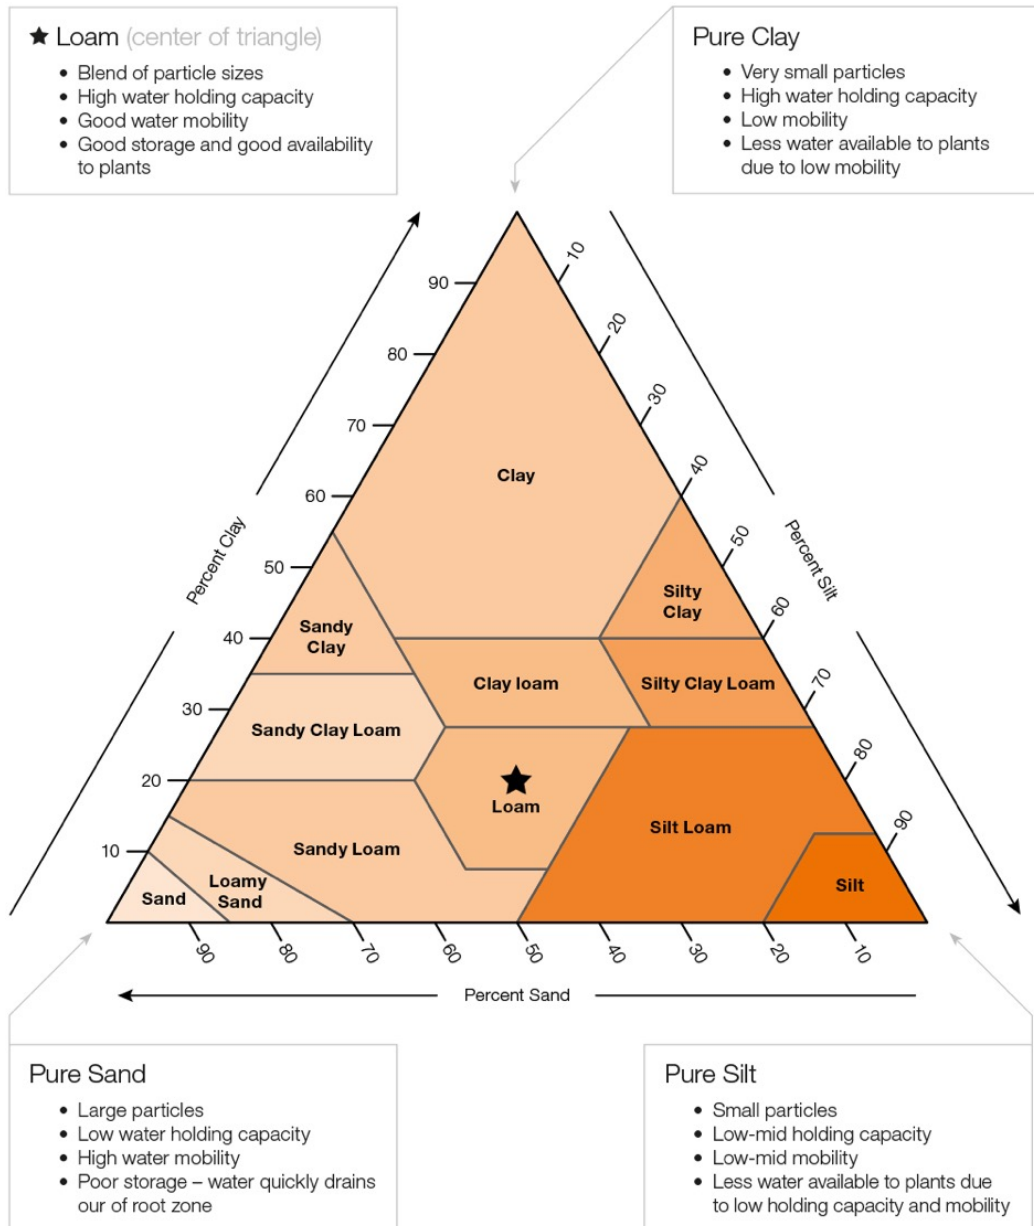 ★ Loam (center of triangle)
• Blend of particle sizes
• High water holding capacity
• Good water mobility
• Good storage and good availability
to plants
Pure Clay
• Very small particles
• High water holding capacity
• Low mobility
• Less water available to plants
due to low mobility
10
90
20
80
30
70
40
60
50
50
60
40
70
30
80
20
90
10
Percent Clay
Percent Silt
Clay
Silty
Clay
Sandy
Clay
Clay loam
Silty Clay Loam
Sandy Clay Loam
★
Loam
Silt Loam
Sandy Loam
Loamy
Sand
Sand
Silt
90
80
70
60
50
40
30
20
10
Percent Sand
Pure Sand
• Large particles
• Low water holding capacity
• High water mobility
• Poor storage – water quickly drains
our of root zone
Pure Silt
• Small particles
• Low-mid holding capacity
• Low-mid mobility
• Less water available to plants due
to low holding capacity and mobility